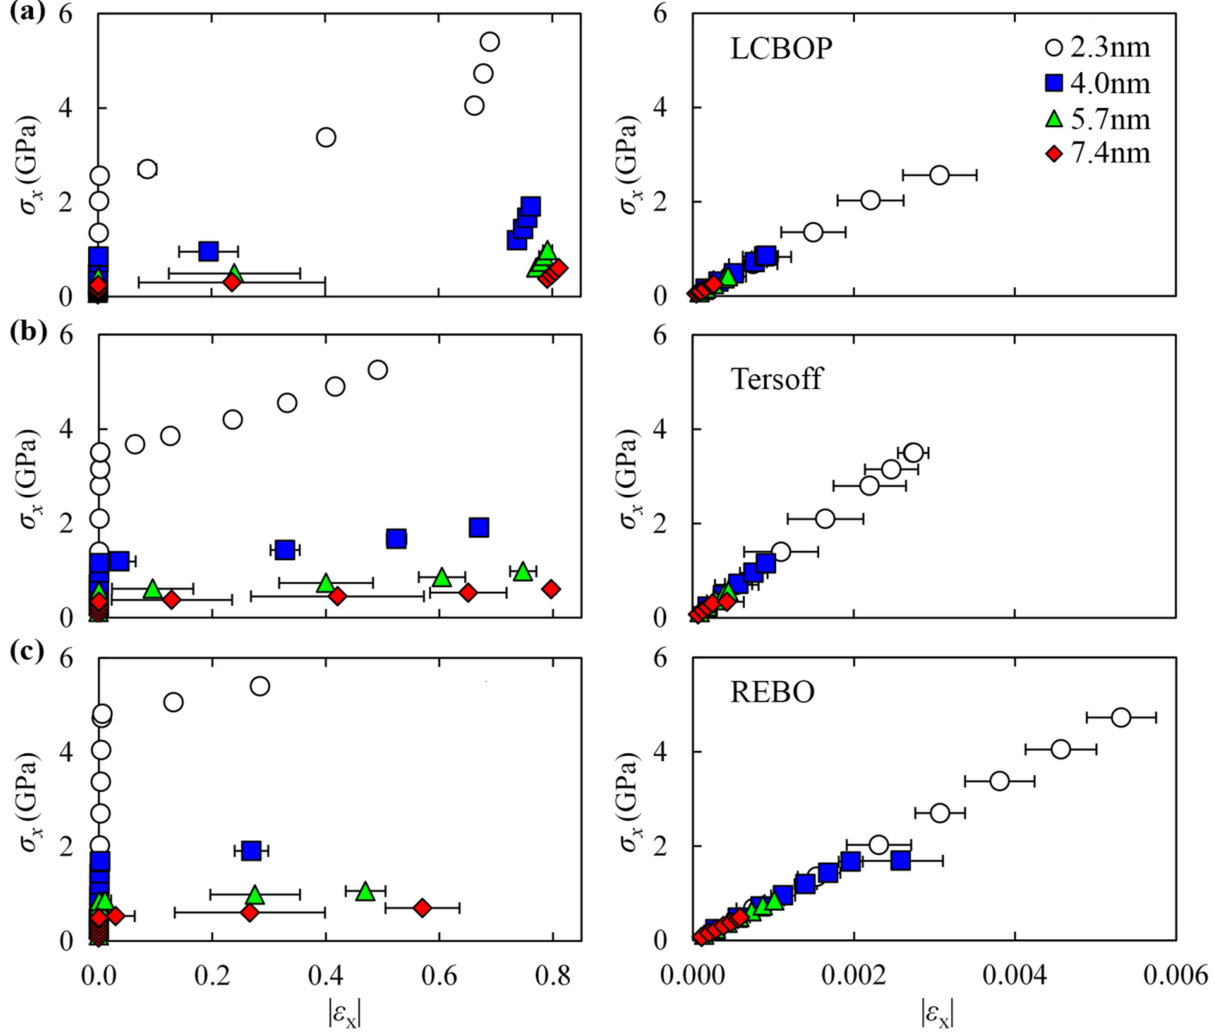 (a)
6
4
2
0
σx (GPa)
LCBOP
2.3nm
4.0nm
5.7nm
7.4nm
6
4
2
0
σx (GPa)
(b)
6
4
2
0
σx (GPa)
Tersoff
6
4
2
0
σx (GPa)
(c)
6
4
2
0
σx (GPa)
0.0 0.2 0.4 0.6 0.8
|εx|
REBO
6
4
2
0
σx (GPa)
0.000 0.002 0.004 0.006
|εx|